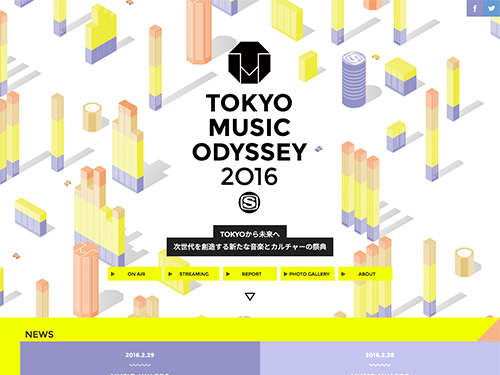 TOKYO
MUSIC
ODYSSEY
2016
TOKYOから未来へ
次世代を創造する新たな音楽とカルチャーの祭典
ON AIR
STREAMING
REPORT
PHOTO GALLERY
ABOUT
NEWS
2016.2.29
2016.2.28